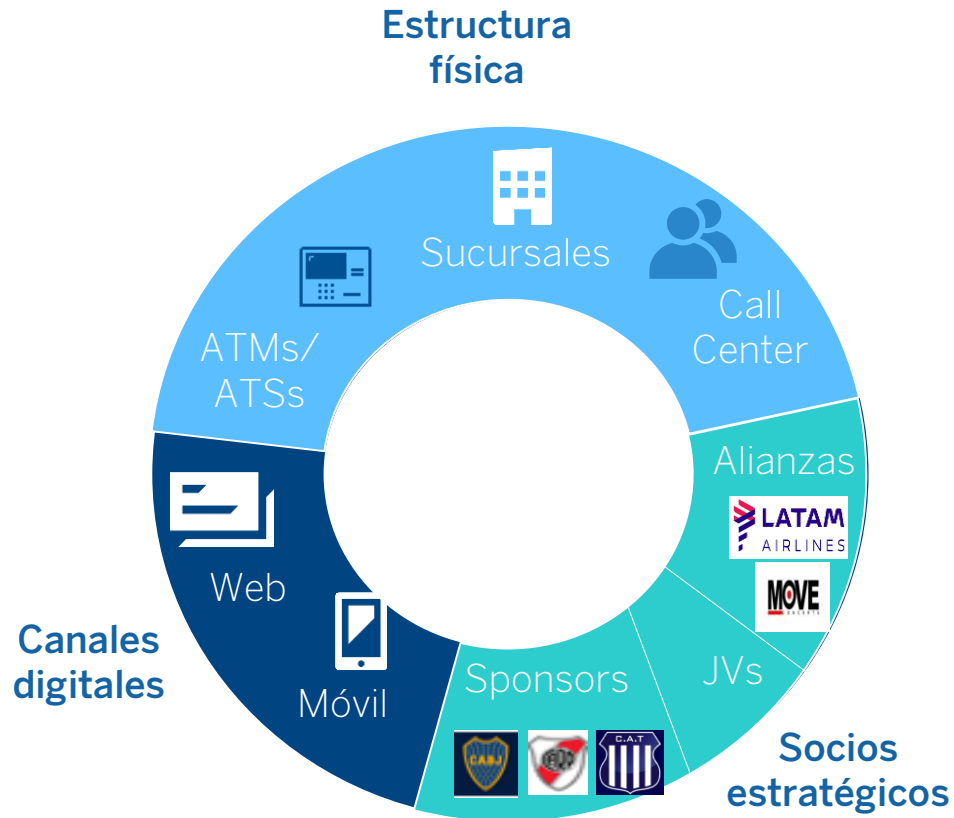 Estructura
física
Sucursales
Call
Center
ATMs/
ATSs
Alianzas
LATAM
AIRLINES
MOVE
CONCERTS
Web
Móvil
Canales
digitales
Sponsors
JVs
CABJ
C.A.T
Socios
estratégicos